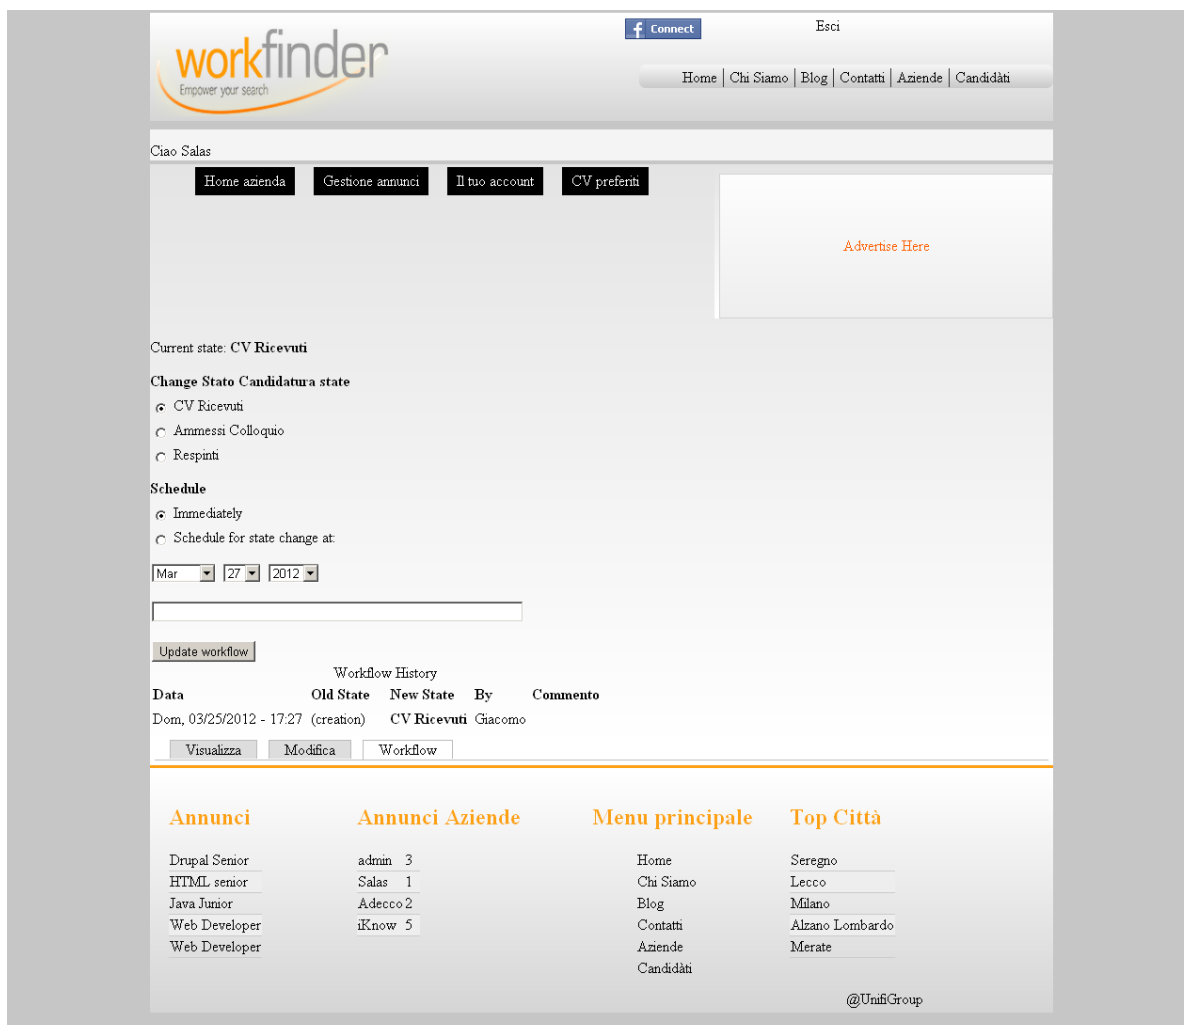 workfinder
Empower your search
f Connect
Esci
Home | Chi Siamo | Blog | Contatti | Aziende | Candidàti
Ciao Salas
Home azienda Gestione annunci Il tuo account CV preferiti
Advertise Here
Current state: CV Ricevuti
Change Stato Candidatura state
CV Ricevuti
Ammessi Colloquio
Respinti
Schedule
Immediately
Schedule for state change at:
Mar 27 2012
Update workflow
Workflow History
Data Old State New State By Commento
Dom, 03/25/2012 - 17:27 (creation) CV Ricevuti Giacomo
Visualizza Modifica Workflow
Annunci
Drupal Senior
HTML senior
Java Junior
Web Developer
Web Developer
Annunci Aziende
admin 3
Salas 1
Adecco 2
iKnow 5
Menu principale
Home
Chi Siamo
Blog
Contatti
Aziende
Candidàti
Top Città
Seregno
Lecco
Milano
Alzano Lombardo
Merate
@UnifiGroup